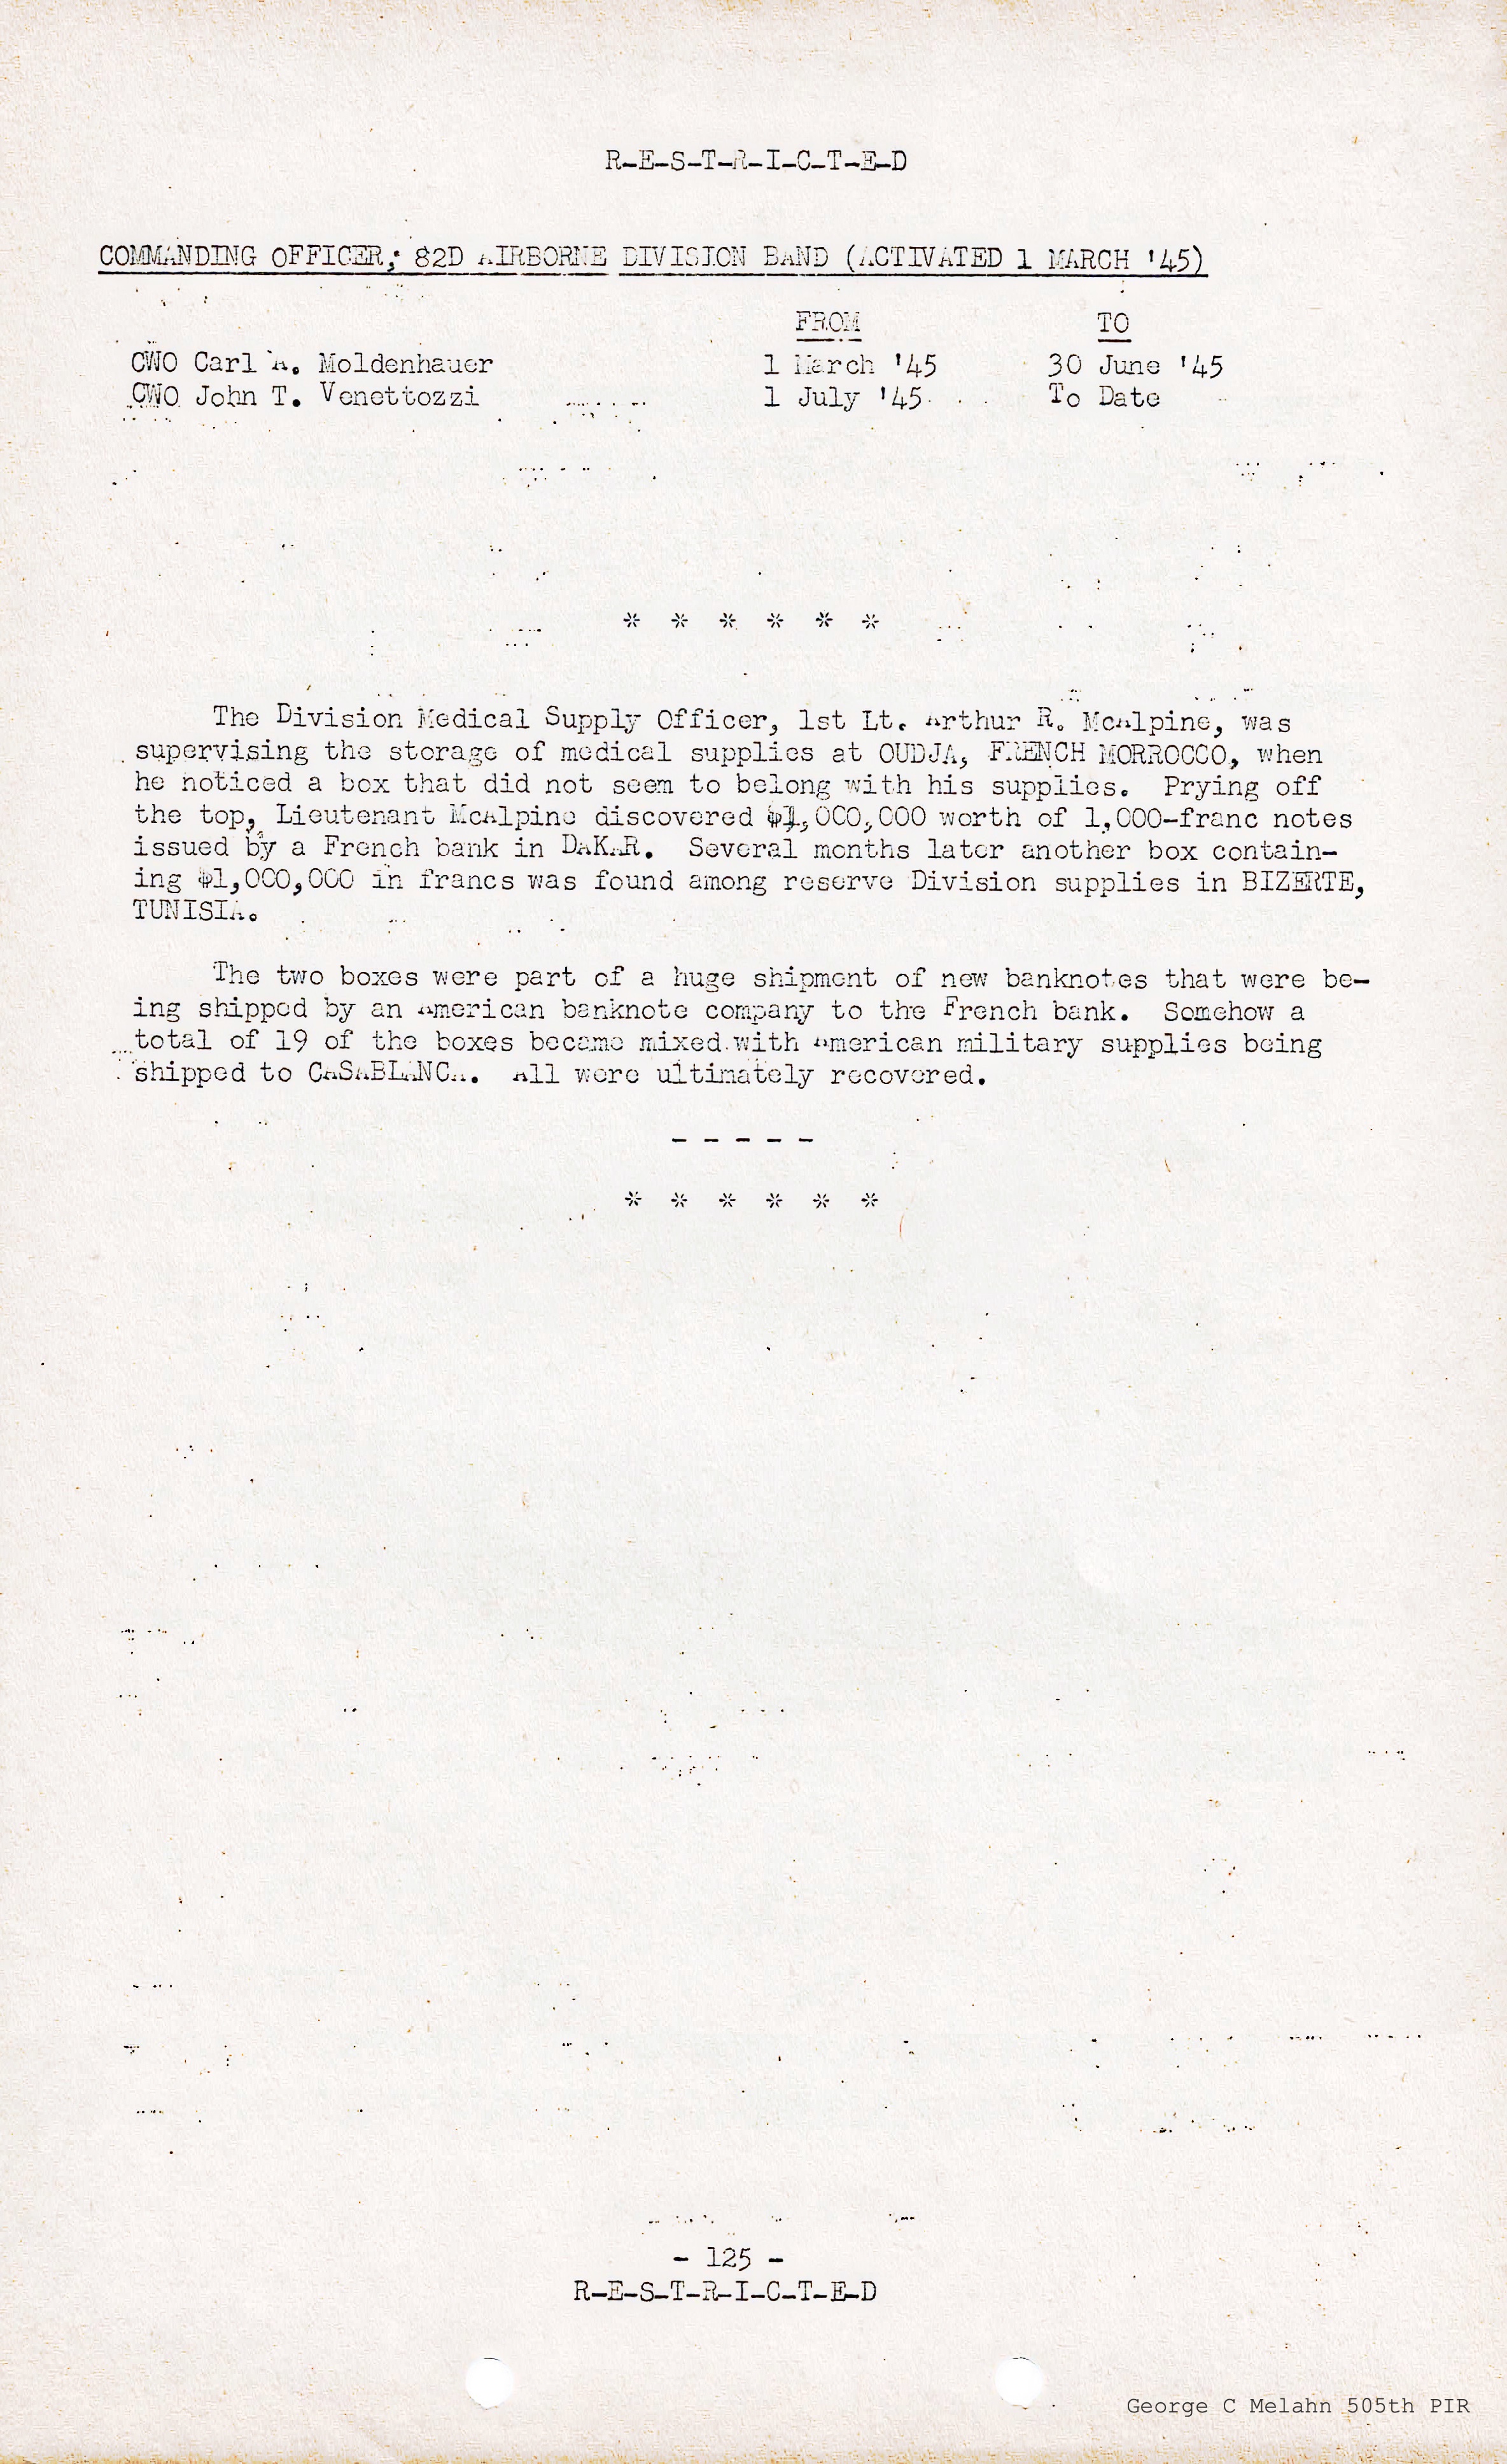 R-E-S-T-R-I-C-T-E-D
COMMANDING OFFICER; 82D AIRBORNE DIVISION BAND (ACTIVATED 1 MARCH '45)
FROM TO
CWO Carl A. Moldenhauer 1 March '45 30 June '45
CWO John T. Venettozzi 1 July '45 To Date
* * * * * *
The Division Medical Supply Officer, 1st Lt. Arthur R. McAlpine, was
supervising the storage of medical supplies at OUDJA, FRENCH MORROCCO, when
he noticed a box that did not seem to belong with his supplies. Prying off
the top, Lieutenant McAlpine discovered $1,000,000 worth of 1,000-franc notes
issued by a French bank in DAKAR. Several months later another box contain-
ing $1,000,000 in francs was found among reserve Division supplies in BIZERTE,
TUNISIA.
The two boxes were part of a huge shipment of new banknotes that were be-
ing shipped by an American banknote company to the French bank. Somehow a
total of 19 of the boxes became mixed with American military supplies being
shipped to CASABLANCA. All were ultimately recovered.
- - - - -
* * * * * *
- 125 -
R-E-S-T-R-I-C-T-E-D
George C Melahn 505th PIR